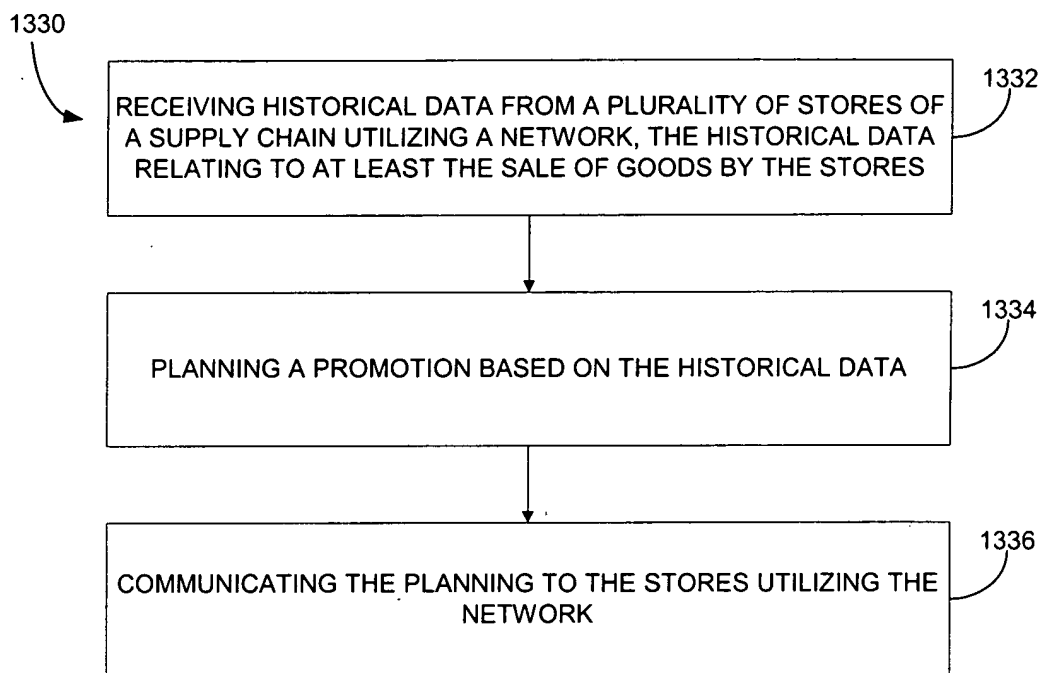 1330
1332
RECEIVING HISTORICAL DATA FROM A PLURALITY OF STORES OF
A SUPPLY CHAIN UTILIZING A NETWORK, THE HISTORICAL DATA
RELATING TO AT LEAST THE SALE OF GOODS BY THE STORES
1334
PLANNING A PROMOTION BASED ON THE HISTORICAL DATA
1336
COMMUNICATING THE PLANNING TO THE STORES UTILIZING THE
NETWORK